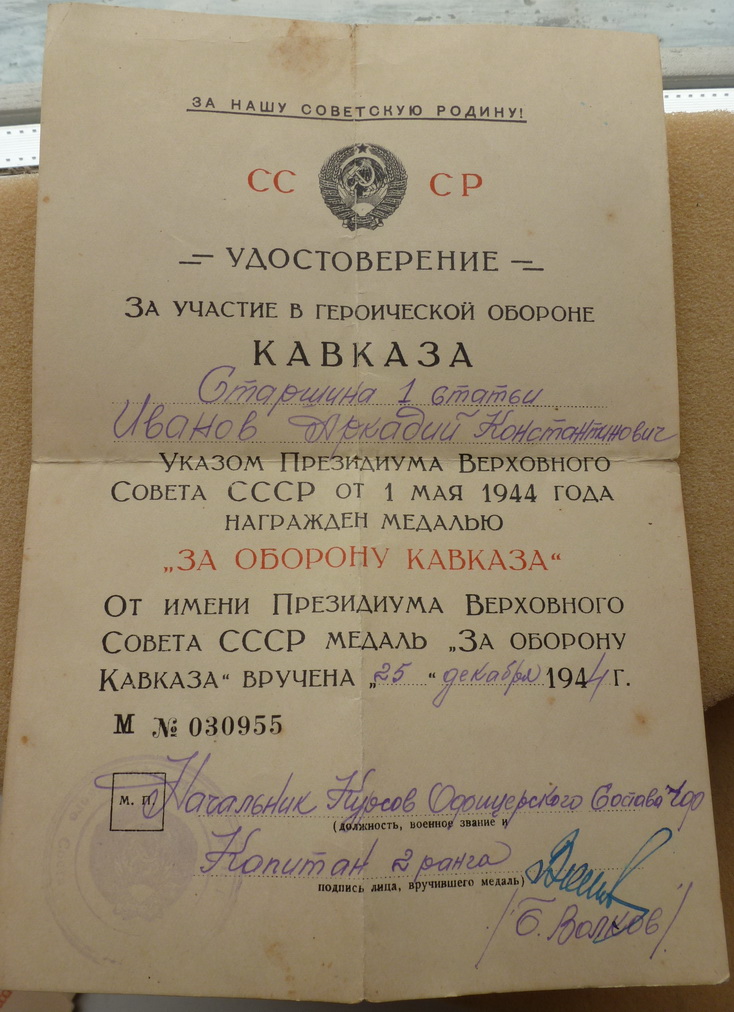 ЗА НАШУ СОВЕТСКУЮ РОДИНУ!
СС СР
УДОСТОВЕРЕНИЕ
ЗА УЧАСТИЕ В ГЕРОИЧЕСКОЙ ОБОРОНЕ
КАВКАЗА
Старшина 1 статьи
Иванов Аркадий Константинович
УКАЗОМ ПРЕЗИДИУМА ВЕРХОВНОГО
СОВЕТА СССР ОТ 1 МАЯ 1944 ГОДА
НАГРАЖДЕН МЕДАЛЬЮ
„ЗА ОБОРОНУ КАВКАЗА“
ОТ ИМЕНИ ПРЕЗИДИУМА ВЕРХОВНОГО
СОВЕТА СССР МЕДАЛЬ „ЗА ОБОРОНУ
КАВКАЗА“ ВРУЧЕНА „25“ декабря 1944 г.
М № 030955
м. п.
Начальник Курсов Офицерского Состава ЧФ
(должность, военное звание и
Капитан 2 ранга
подпись лица, вручившего медаль)
/Б. Волков/